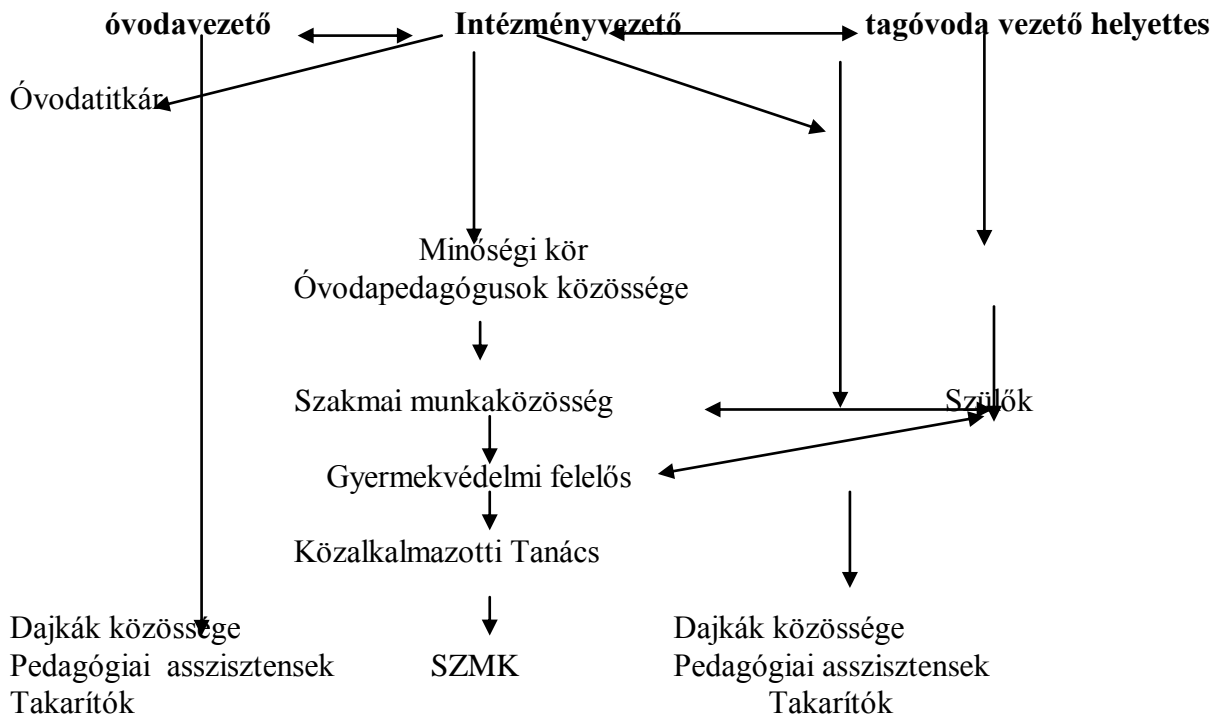 óvodavezető Intézményvezető tagóvoda vezető helyettes
Óvodatitkár
Minőségi kör
Óvodapedagógusok közössége
Szakmai munkaközösség Szülők
Gyermekvédelmi felelős
Közalkalmazotti Tanács
Dajkák közössége Dajkák közössége
Pedagógiai asszisztensek SZMK Pedagógiai asszisztensek
Takarítók Takarítók